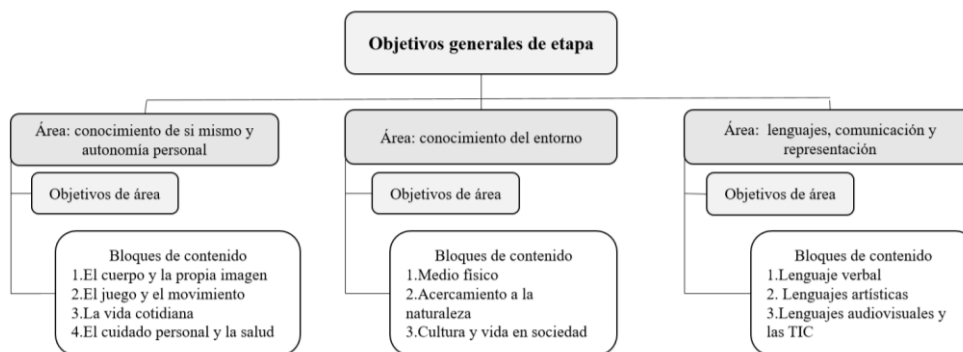 Objetivos generales de etapa
Área: conocimiento de si mismo y
autonomía personal
Objetivos de área
Bloques de contenido
1.El cuerpo y la propia imagen
2.El juego y el movimiento
3.La vida cotidiana
4.El cuidado personal y la salud
Área: conocimiento del entorno
Objetivos de área
Bloques de contenido
1.Medio físico
2.Acercamiento a la
naturaleza
3.Cultura y vida en sociedad
Área: lenguajes, comunicación y
representación
Objetivos de área
Bloques de contenido
1.Lenguaje verbal
2. Lenguajes artísticas
3.Lenguajes audiovisuales y
las TIC